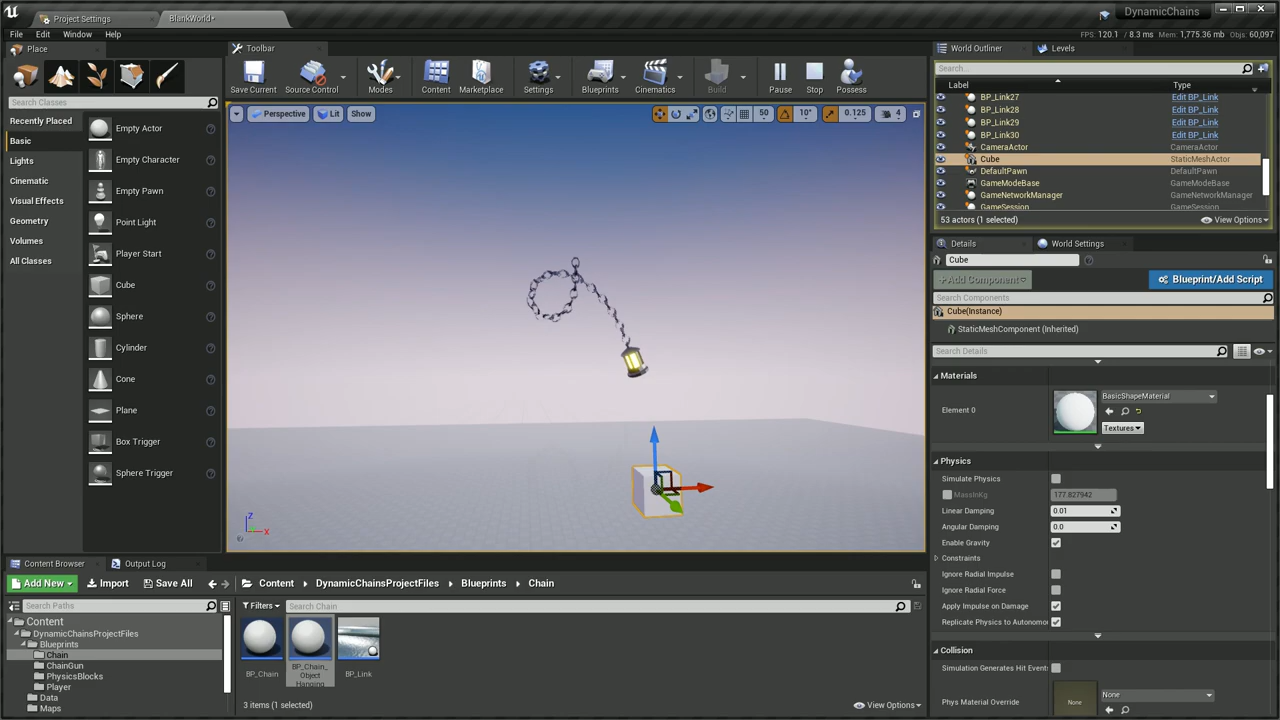 Project Settings
BlankWorld*
DynamicChains
File Edit Window Help
FPS: 120.1 / 8.3 ms Mem: 1,775.36 mb Objs: 60,097
Place
Search Classes
Recently Placed
Basic
Lights
Cinematic
Visual Effects
Geometry
Volumes
All Classes
Empty Actor
Empty Character
Empty Pawn
Point Light
Player Start
Cube
Sphere
Cylinder
Cone
Plane
Box Trigger
Sphere Trigger
Toolbar
Save Current
Source Control
Modes
Content
Marketplace
Settings
Blueprints
Cinematics
Build
Pause
Stop
Possess
Perspective
Lit
Show
50
10°
0.125
4
Z
X
World Outliner
Levels
Search...
Label Type
BP_Link27 Edit BP_Link
BP_Link28 Edit BP_Link
BP_Link29 Edit BP_Link
BP_Link30 Edit BP_Link
CameraActor CameraActor
Cube StaticMeshActor
DefaultPawn DefaultPawn
GameModeBase GameModeBase
GameNetworkManager GameNetworkManager
GameSession GameSession
53 actors (1 selected)
View Options
Details
World Settings
Cube
+Add Component
Blueprint/Add Script
Search Components
Cube(Instance)
StaticMeshComponent (Inherited)
Search Details
Materials
Element 0
BasicShapeMaterial
Textures
Physics
Simulate Physics
MassInKg 177.827942
Linear Damping 0.01
Angular Damping 0.0
Enable Gravity
Constraints
Ignore Radial Impulse
Ignore Radial Force
Apply Impulse on Damage
Replicate Physics to Autonomo
Collision
Simulation Generates Hit Events
Phys Material Override
None
None
Content Browser
Output Log
Add New
Import
Save All
Content
DynamicChainsProjectFiles
Blueprints
Chain
Search Paths
Content
DynamicChainsProjectFiles
Blueprints
Chain
ChainGun
PhysicsBlocks
Player
Data
Maps
Filters
Search Chain
BP_Chain
BP_Chain_
Object
Hanging
BP_Link
3 items (1 selected)
View Options